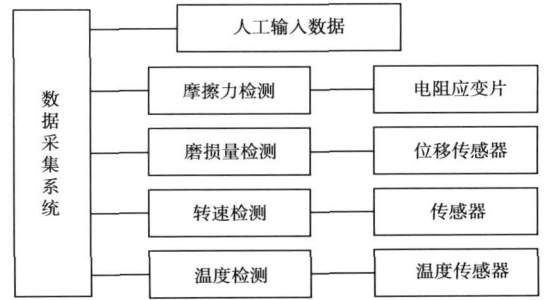 人工输入数据
数据采集系统
摩擦力检测
电阻应变片
磨损量检测
位移传感器
转速检测
传感器
温度检测
温度传感器